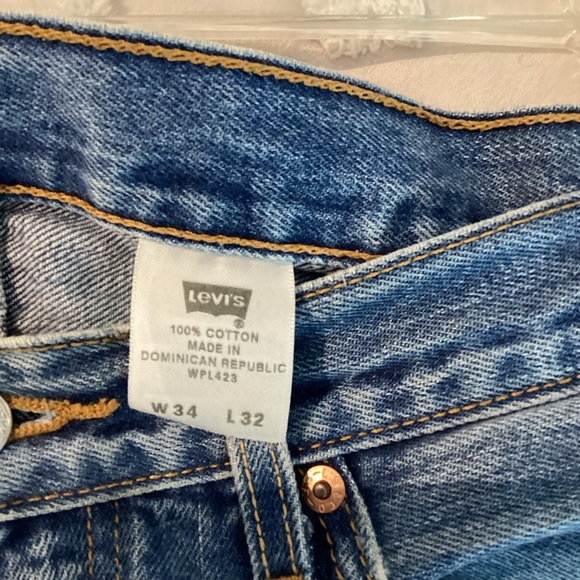 Levi's
®
100% COTTON
MADE IN
DOMINICAN REPUBLIC
WPL423
W 34 L 32